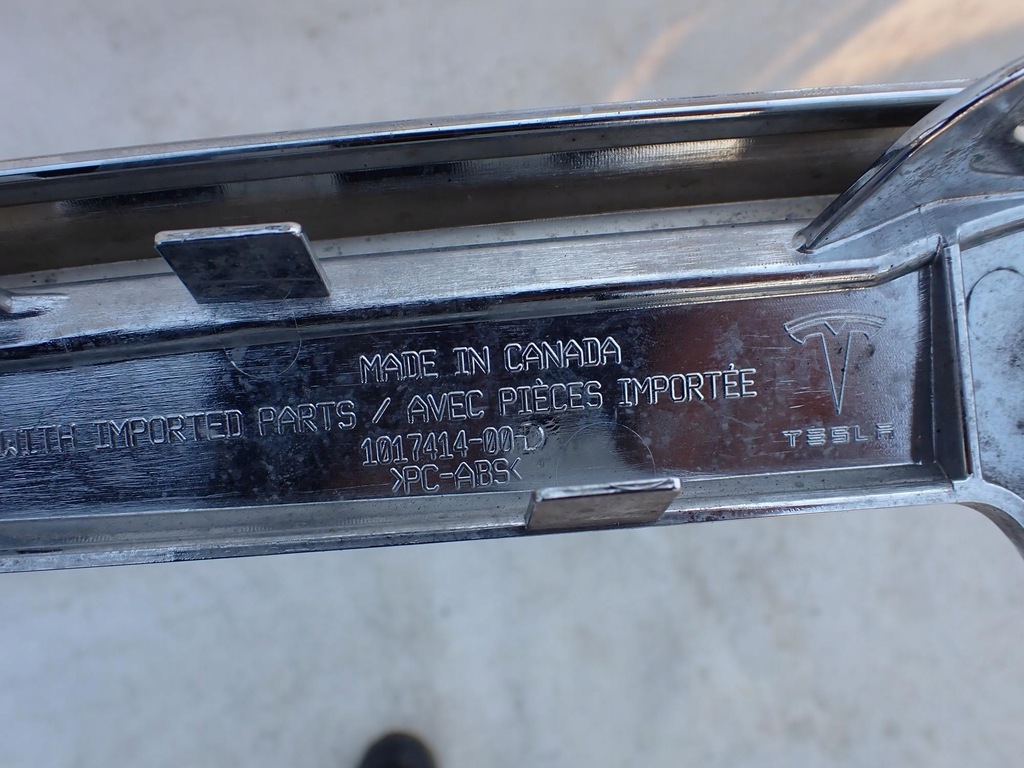 MADE IN CANADA
WITH IMPORTED PARTS / AVEC PIÈCES IMPORTÉE
1017414-00-D
>PC-ABS<
TESLA